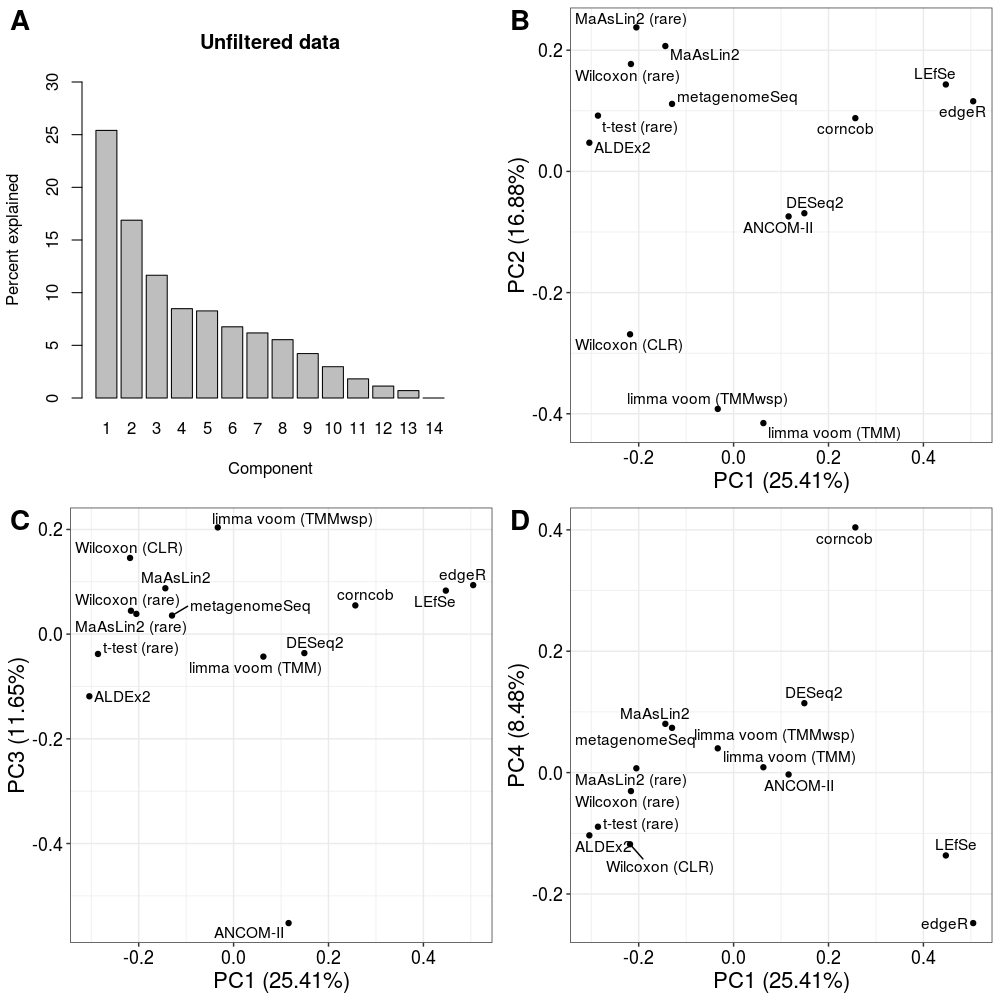 A
Unfiltered data
Percent explained
30
25
20
15
10
5
0
1 2 3 4 5 6 7 8 9 10 11 12 13 14
Component
B
MaAsLin2 (rare)
MaAsLin2
Wilcoxon (rare)
metagenomeSeq
t-test (rare)
ALDEx2
LEfSe
edgeR
corncob
DESeq2
ANCOM-II
Wilcoxon (CLR)
limma voom (TMMwsp)
limma voom (TMM)
PC2 (16.88%)
0.2
0.0
-0.2
-0.4
-0.2 0.0 0.2 0.4
PC1 (25.41%)
C
limma voom (TMMwsp)
Wilcoxon (CLR)
MaAsLin2
Wilcoxon (rare)
metagenomeSeq
MaAsLin2 (rare)
t-test (rare)
ALDEx2
edgeR
LEfSe
corncob
DESeq2
limma voom (TMM)
ANCOM-II
PC3 (11.65%)
0.2
0.0
-0.2
-0.4
-0.2 0.0 0.2 0.4
PC1 (25.41%)
D
corncob
DESeq2
MaAsLin2
metagenomeSeq
limma voom (TMMwsp)
limma voom (TMM)
ANCOM-II
MaAsLin2 (rare)
Wilcoxon (rare)
t-test (rare)
ALDEx2
Wilcoxon (CLR)
LEfSe
edgeR
PC4 (8.48%)
0.4
0.2
0.0
-0.2
-0.2 0.0 0.2 0.4
PC1 (25.41%)